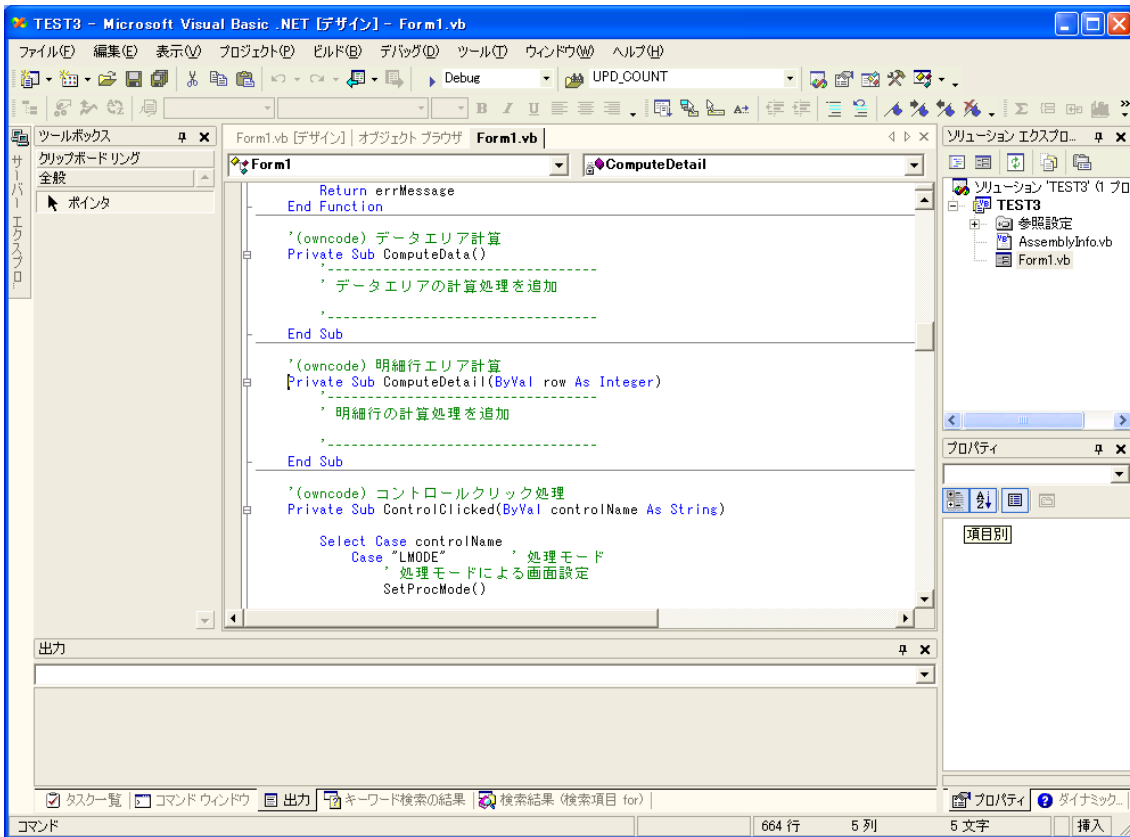 TEST3 - Microsoft Visual Basic .NET [デザイン] - Form1.vb
ファイル(F) 編集(E) 表示(V) プロジェクト(P) ビルド(B) デバッグ(D) ツール(T) ウィンドウ(W) ヘルプ(H)
Debug UPD_COUNT
B I U
サーバー エクスプロ...
ツールボックス
クリップボード リング
全般
ポインタ
Form1.vb [デザイン] オブジェクト ブラウザ Form1.vb
Form1 ComputeDetail
Return errMessage
End Function
'(owncode) データエリア計算
Private Sub ComputeData()
'----------------------------------
' データエリアの計算処理を追加
'----------------------------------
End Sub
'(owncode) 明細行エリア計算
Private Sub ComputeDetail(ByVal row As Integer)
'----------------------------------
' 明細行の計算処理を追加
'----------------------------------
End Sub
'(owncode) コントロールクリック処理
Private Sub ControlClicked(ByVal controlName As String)
Select Case controlName
Case "LMODE" ' 処理モード
' 処理モードによる画面設定
SetProcMode()
ソリューション エクスプロ...
ソリューション 'TEST3' (1 プロ
TEST3
参照設定
AssemblyInfo.vb
Form1.vb
プロパティ
項目別
出力
タスク一覧 コマンド ウィンドウ 出力 キーワード検索の結果 検索結果 (検索項目 for)
プロパティ ダイナミック...
コマンド 664 行 5 列 5 文字 挿入